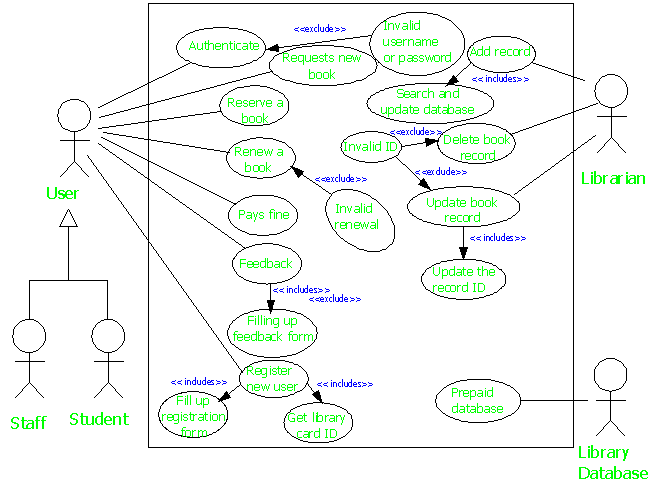 <<exclude>>
Invalid
username
or password
Authenticate
Requests new
book
Add record
<< includes>>
Search and
update database
Reserve a
book
Invalid ID
<<exclude>>
Delete book
record
Renew a
book
<<exclude>>
<<exclude>>
Librarian
User
Pays fine
Invalid
renewal
Update book
record
<< includes>>
Feedback
Update the
record ID
<< includes>>
<<exclude>>
Filling up
feedback form
Register
new user
<< includes>>
<< includes>>
Fill up
registration
form
Get library
card ID
Prepaid
database
Staff
Student
Library
Database